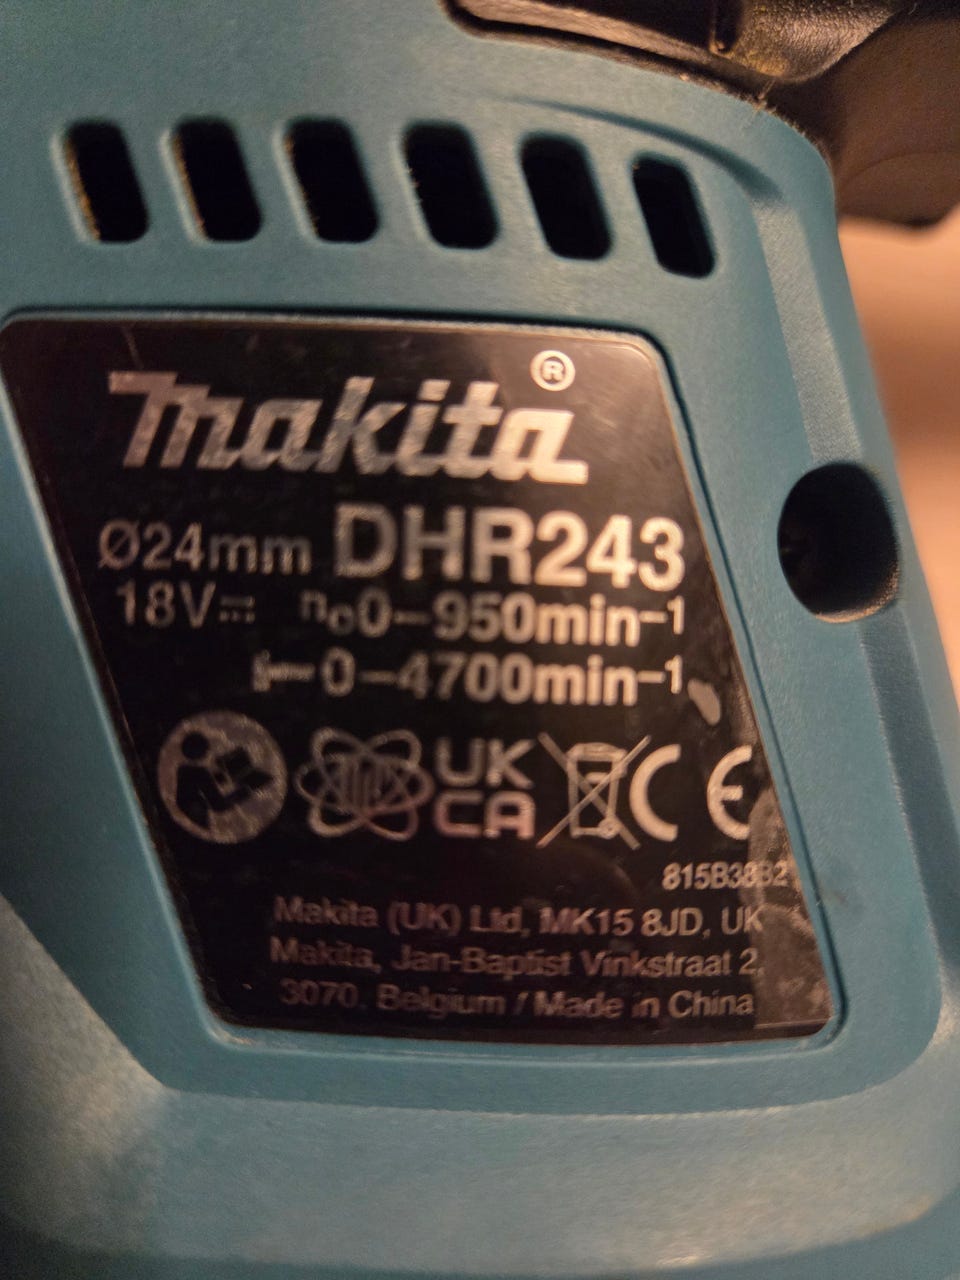 makita®
Ø24mm DHR243
18V⎓ n₀0–950min⁻¹
0–4700min⁻¹
UK
CA
CE
815B38B2
Makita (UK) Ltd, MK15 8JD, UK
Makita, Jan-Baptist Vinkstraat 2,
3070, Belgium / Made in China